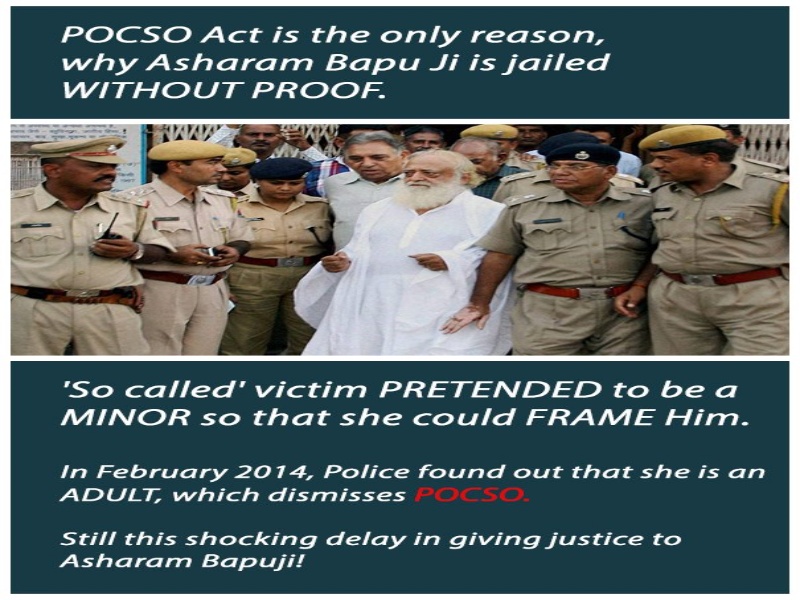 POCSO Act is the only reason,
why Asharam Bapu Ji is jailed
WITHOUT PROOF.
'So called' victim PRETENDED to be a
MINOR so that she could FRAME Him.
In February 2014, Police found out that she is an
ADULT, which dismisses POCSO.
Still this shocking delay in giving justice to
Asharam Bapuji!